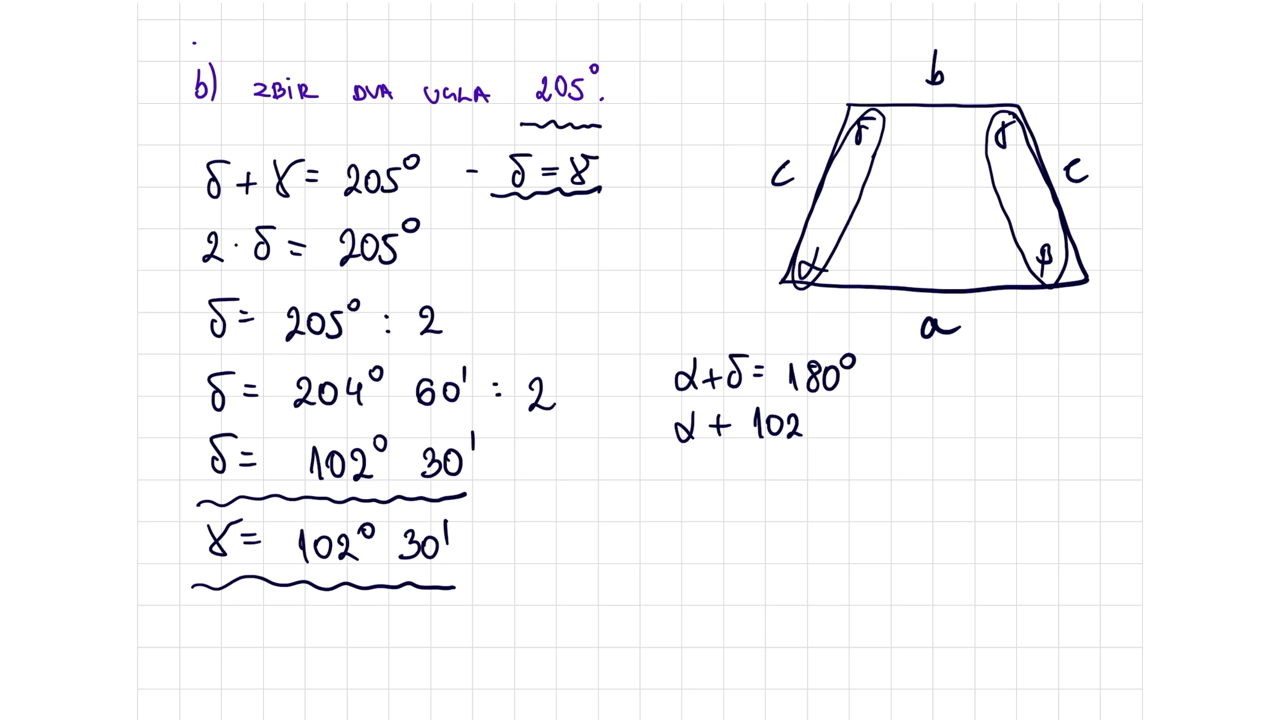 b) ZBIR DVA UGLA 205°.
δ + γ = 205° - δ = γ
2 · δ = 205°
δ = 205° : 2
δ = 204° 60' : 2
δ = 102° 30'
γ = 102° 30'
b
δ γ
c c
α β
a
α + δ = 180°
α + 102